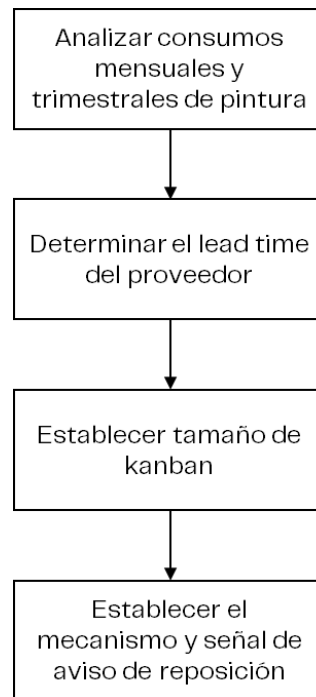 Analizar consumos
mensuales y
trimestrales de pintura
Determinar el lead time
del proveedor
Establecer tamaño de
kanban
Establecer el
mecanismo y señal de
aviso de reposición